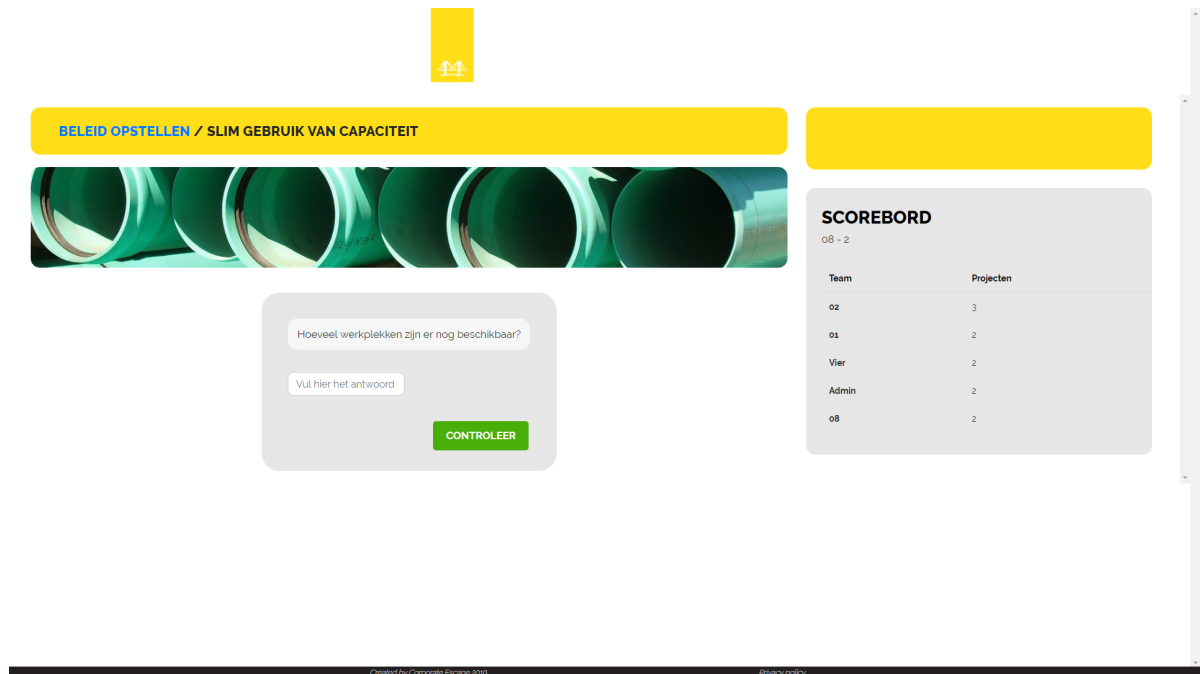 BELEID OPSTELLEN / SLIM GEBRUIK VAN CAPACITEIT
Hoeveel werkplekken zijn er nog beschikbaar?
Vul hier het antwoord
CONTROLEER
SCOREBORD
08 - 2
Team Projecten
02 3
01 2
Vier 2
Admin 2
08 2
Created by Corporate Escape 2019
Privacy policy